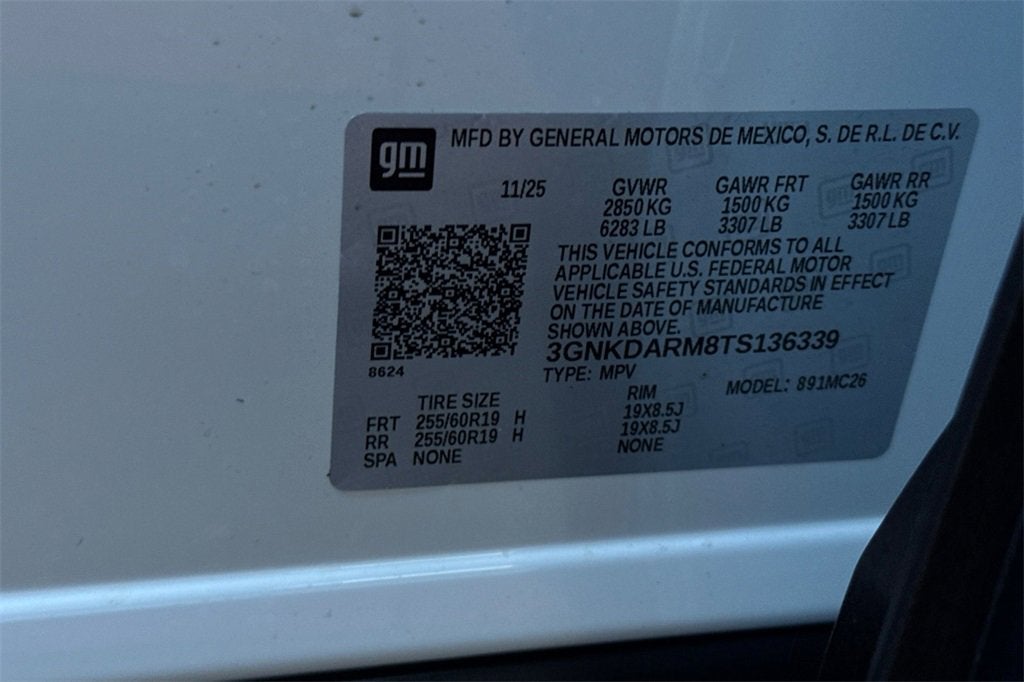 gm MFD BY GENERAL MOTORS DE MEXICO, S. DE R.L. DE C.V.
11/25 GVWR GAWR FRT GAWR RR
2850 KG 1500 KG 1500 KG
6283 LB 3307 LB 3307 LB
THIS VEHICLE CONFORMS TO ALL
APPLICABLE U.S. FEDERAL MOTOR
VEHICLE SAFETY STANDARDS IN EFFECT
ON THE DATE OF MANUFACTURE
SHOWN ABOVE.
3GNKDARM8TS136339
8624 TYPE: MPV MODEL: 891MC26
TIRE SIZE RIM
FRT 255/60R19 H 19X8.5J
RR 255/60R19 H 19X8.5J
SPA NONE NONE